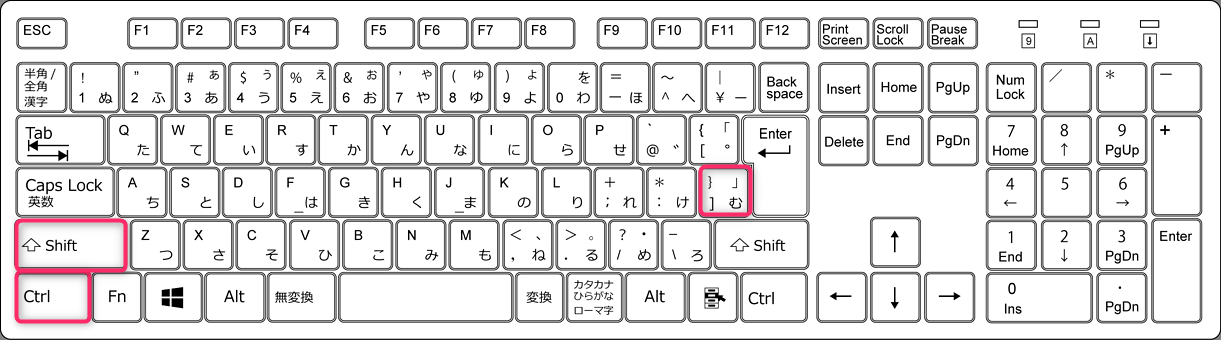 ESC F1 F2 F3 F4 F5 F6 F7 F8 F9 F10 F11 F12 Print Screen Scroll Lock Pause Break 9 A ↓
半角/全角 漢字 ! 1 ぬ " 2 ふ # ぁ 3 あ $ ぅ 4 う % ぇ 5 え & ぉ 6 お ' ゃ 7 や ( ゅ 8 ゆ ) ょ 9 よ を 0 わ = - ほ ~ ^ へ | ¥ ー Back space Insert Home PgUp Num Lock / * -
Tab Q た W て E い R す T か Y ん U な I に O ら P せ ` @ ゛ { 「 [ ゜ Enter Delete End PgDn 7 Home 8 ↑ 9 PgUp +
Caps Lock 英数 A ち S と D し F _は G き H く J _ま K の L り + ; れ * : け } 」 ] む 4 ← 5 6 →
Shift Z つ X さ C そ V ひ B こ N み M も < 、 , ね > 。 . る ? ・ / め _ \ ろ Shift ↑ 1 End 2 ↓ 3 PgDn Enter
Ctrl Fn Alt 無変換 変換 カタカナ ひらがな ローマ字 Alt Ctrl ← ↓ → 0 Ins . PgDn